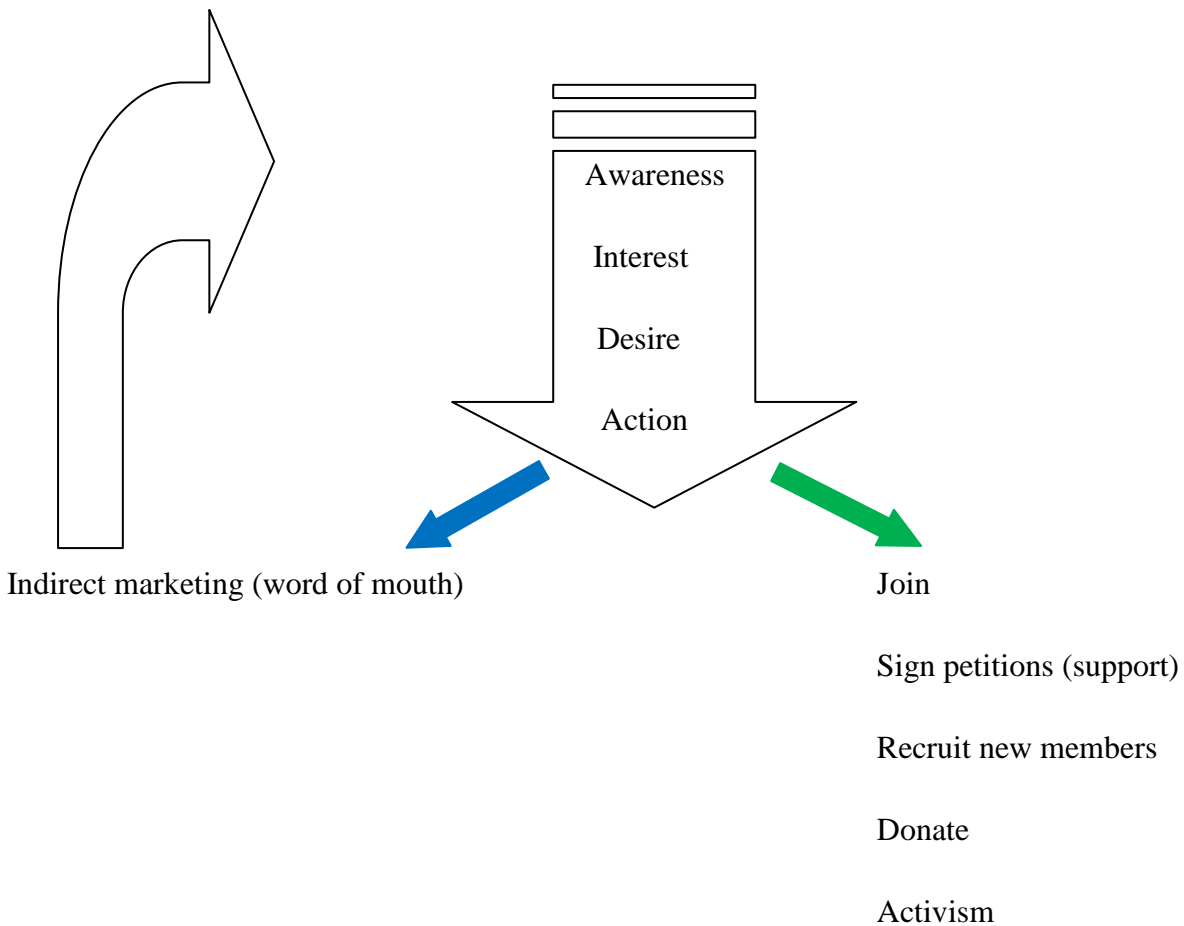 Awareness
Interest
Desire
Action
Indirect marketing (word of mouth)
Join
Sign petitions (support)
Recruit new members
Donate
Activism